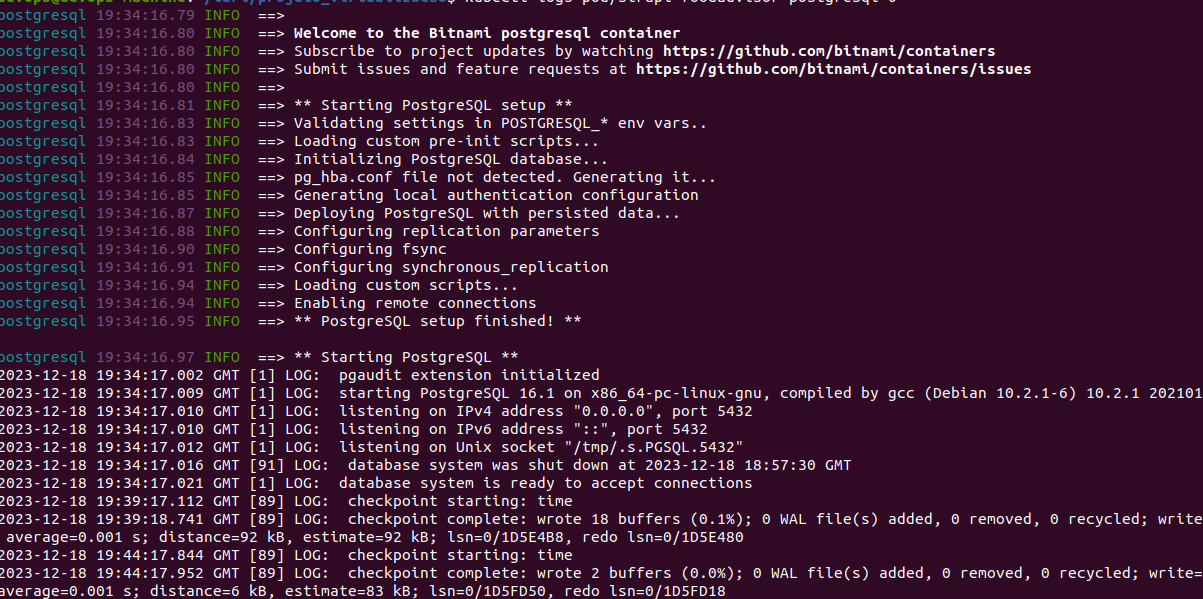 postgresql 19:34:16.79 INFO  ==>
postgresql 19:34:16.80 INFO  ==> Welcome to the Bitnami postgresql container
postgresql 19:34:16.80 INFO  ==> Subscribe to project updates by watching https://github.com/bitnami/containers
postgresql 19:34:16.80 INFO  ==> Submit issues and feature requests at https://github.com/bitnami/containers/issues
postgresql 19:34:16.80 INFO  ==>
postgresql 19:34:16.81 INFO  ==> ** Starting PostgreSQL setup **
postgresql 19:34:16.83 INFO  ==> Validating settings in POSTGRESQL_* env vars..
postgresql 19:34:16.83 INFO  ==> Loading custom pre-init scripts...
postgresql 19:34:16.84 INFO  ==> Initializing PostgreSQL database...
postgresql 19:34:16.85 INFO  ==> pg_hba.conf file not detected. Generating it...
postgresql 19:34:16.85 INFO  ==> Generating local authentication configuration
postgresql 19:34:16.87 INFO  ==> Deploying PostgreSQL with persisted data...
postgresql 19:34:16.88 INFO  ==> Configuring replication parameters
postgresql 19:34:16.90 INFO  ==> Configuring fsync
postgresql 19:34:16.91 INFO  ==> Configuring synchronous_replication
postgresql 19:34:16.94 INFO  ==> Loading custom scripts...
postgresql 19:34:16.94 INFO  ==> Enabling remote connections
postgresql 19:34:16.95 INFO  ==> ** PostgreSQL setup finished! **
postgresql 19:34:16.97 INFO  ==> ** Starting PostgreSQL **
2023-12-18 19:34:17.002 GMT [1] LOG:  pgaudit extension initialized
2023-12-18 19:34:17.009 GMT [1] LOG:  starting PostgreSQL 16.1 on x86_64-pc-linux-gnu, compiled by gcc (Debian 10.2.1-6) 10.2.1 202101
2023-12-18 19:34:17.010 GMT [1] LOG:  listening on IPv4 address "0.0.0.0", port 5432
2023-12-18 19:34:17.010 GMT [1] LOG:  listening on IPv6 address "::", port 5432
2023-12-18 19:34:17.012 GMT [1] LOG:  listening on Unix socket "/tmp/.s.PGSQL.5432"
2023-12-18 19:34:17.016 GMT [91] LOG:  database system was shut down at 2023-12-18 18:57:30 GMT
2023-12-18 19:34:17.021 GMT [1] LOG:  database system is ready to accept connections
2023-12-18 19:39:17.112 GMT [89] LOG:  checkpoint starting: time
2023-12-18 19:39:18.741 GMT [89] LOG:  checkpoint complete: wrote 18 buffers (0.1%); 0 WAL file(s) added, 0 removed, 0 recycled; write
average=0.001 s; distance=92 kB, estimate=92 kB; lsn=0/1D5E4B8, redo lsn=0/1D5E480
2023-12-18 19:44:17.844 GMT [89] LOG:  checkpoint starting: time
2023-12-18 19:44:17.952 GMT [89] LOG:  checkpoint complete: wrote 2 buffers (0.0%); 0 WAL file(s) added, 0 removed, 0 recycled; write=
average=0.001 s; distance=6 kB, estimate=83 kB; lsn=0/1D5FD50, redo lsn=0/1D5FD18